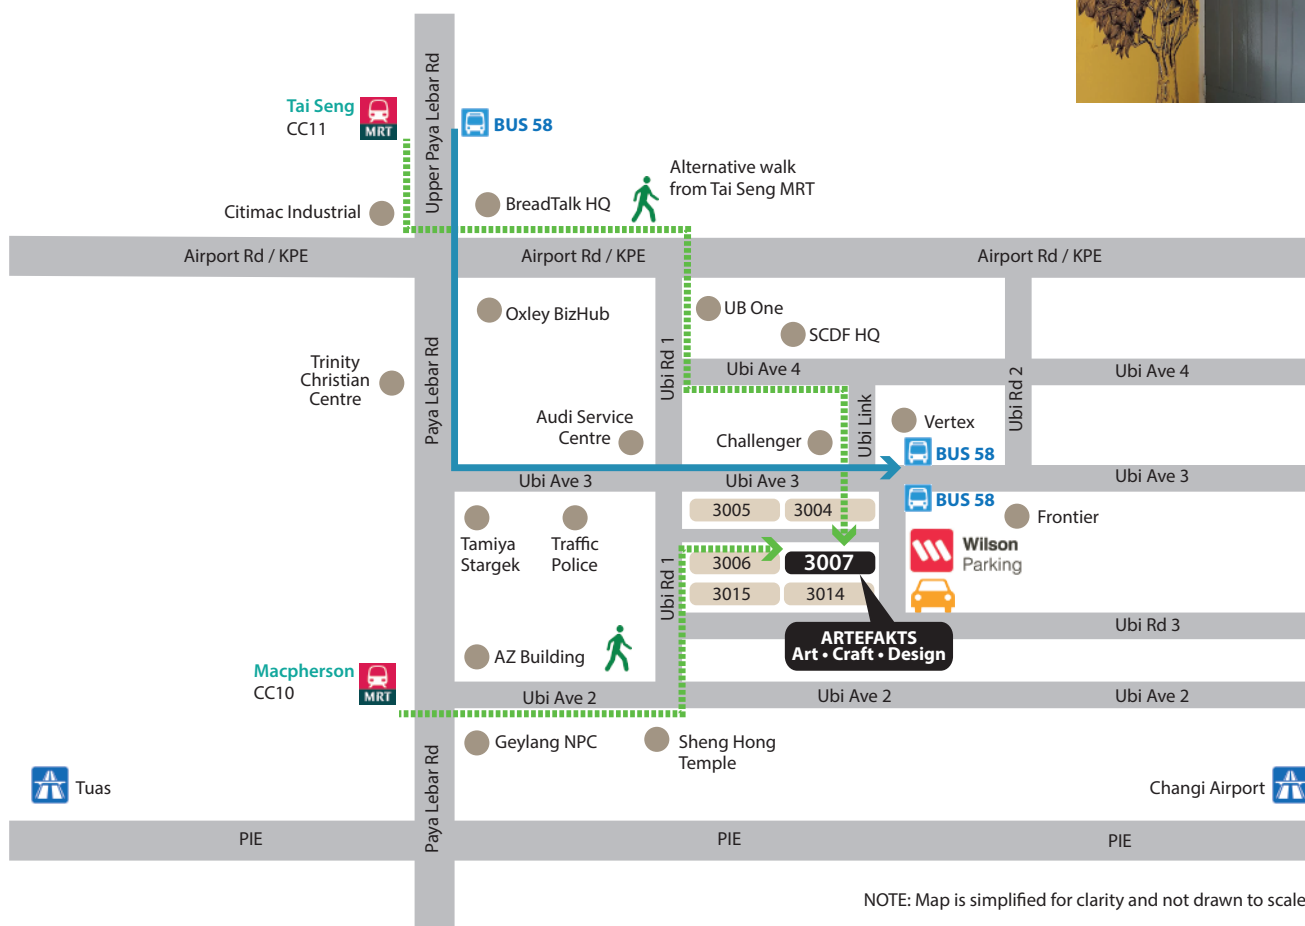 Upper Paya Lebar Rd
Tai Seng
CC11
MRT
BUS 58
Alternative walk
from Tai Seng MRT
Citimac Industrial
BreadTalk HQ
Airport Rd / KPE
Airport Rd / KPE
Airport Rd / KPE
Oxley BizHub
UB One
SCDF HQ
Paya Lebar Rd
Ubi Rd 1
Ubi Ave 4
Ubi Ave 4
Ubi Rd 2
Trinity
Christian
Centre
Audi Service
Centre
Challenger
Ubi Link
Vertex
BUS 58
Ubi Ave 3
Ubi Ave 3
Ubi Ave 3
BUS 58
3005
3004
Frontier
Tamiya
Stargek
Traffic
Police
Ubi Rd 1
3006
3007
Wilson
Parking
3015
3014
Ubi Rd 3
ARTEFAKTS
Art • Craft • Design
AZ Building
Macpherson
CC10
MRT
Ubi Ave 2
Ubi Ave 2
Ubi Ave 2
Geylang NPC
Sheng Hong
Temple
Paya Lebar Rd
Tuas
Changi Airport
PIE
PIE
PIE
NOTE: Map is simplified for clarity and not drawn to scale